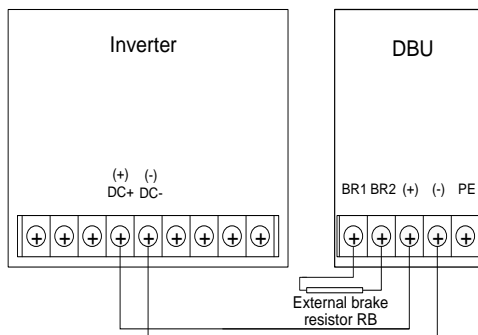 Inverter
DBU
(+) (-)
DC+ DC-
BR1 BR2 (+) (-) PE
External brake
resistor RB